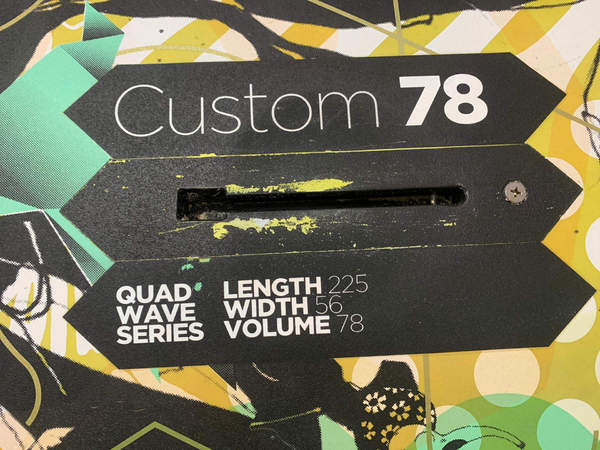 Custom 78
QUAD
WAVE
SERIES
LENGTH 225
WIDTH 56
VOLUME 78